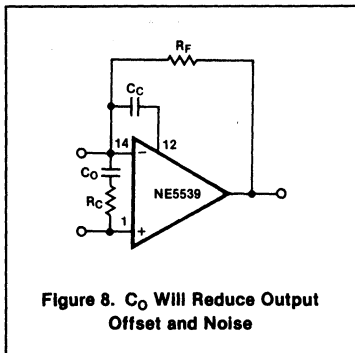 RF
CC
14
12
CO
NE5539
RC
1
Figure 8. CO Will Reduce Output
Offset and Noise